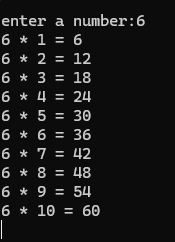 enter a number:6
6 * 1 = 6
6 * 2 = 12
6 * 3 = 18
6 * 4 = 24
6 * 5 = 30
6 * 6 = 36
6 * 7 = 42
6 * 8 = 48
6 * 9 = 54
6 * 10 = 60